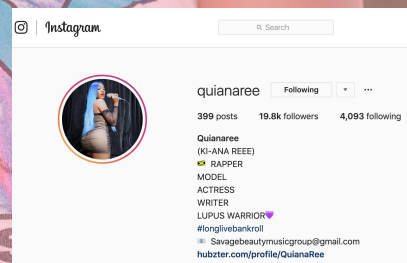 Instagram
Search
quianaree Following
399 posts 19.8k followers 4,093 following
Quianaree
(KI-ANA REEE)
RAPPER
MODEL
ACTRESS
WRITER
LUPUS WARRIOR💜
#longlivebankroll
📧 Savagebeautymusicgroup@gmail.com
hubzter.com/profile/QuianaRee